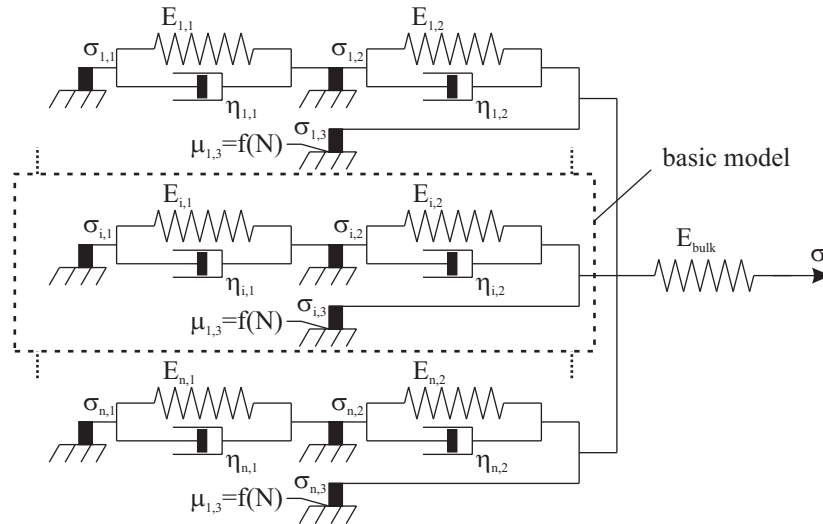 E1,1 E1,2
σ1,1 σ1,2
η1,1 η1,2
σ1,3
μ1,3=f(N)
basic model
Ei,1 Ei,2
σi,1 σi,2
Ebulk
σ
ηi,1 ηi,2
σi,3
μ1,3=f(N)
En,1 En,2
σn,1 σn,2
ηn,1 ηn,2
σn,3
μ1,3=f(N)